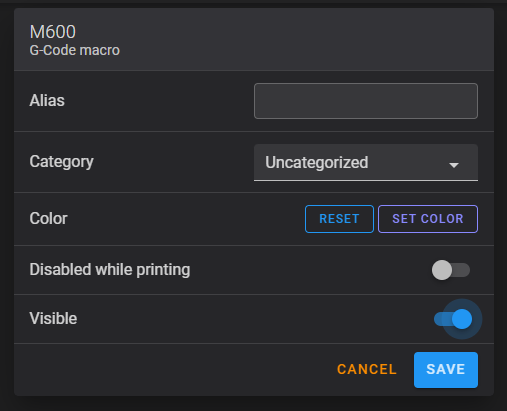 M600
G-Code macro
Alias
Category
Uncategorized
Color
RESET
SET COLOR
Disabled while printing
Visible
CANCEL
SAVE